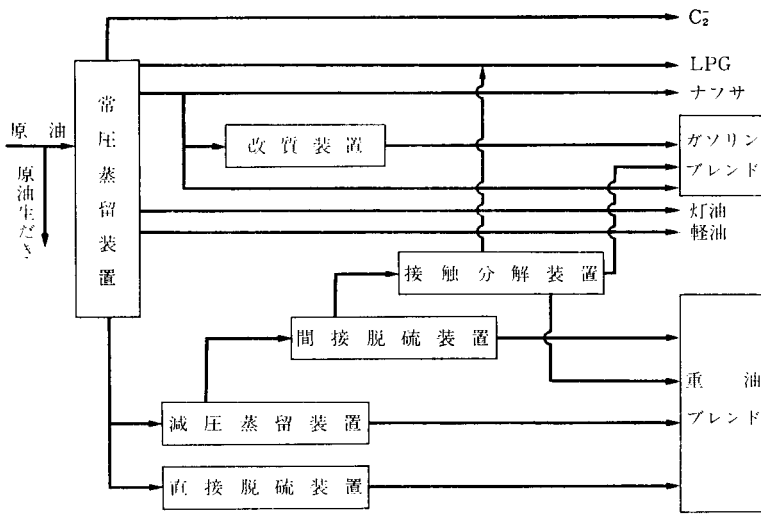 C₂⁻
LPG
ナフサ
常圧蒸留装置
原油
原油生だき
改質装置
ガソリン
ブレンド
灯油
軽油
接触分解装置
間接脱硫装置
重油
ブレンド
減圧蒸留装置
直接脱硫装置